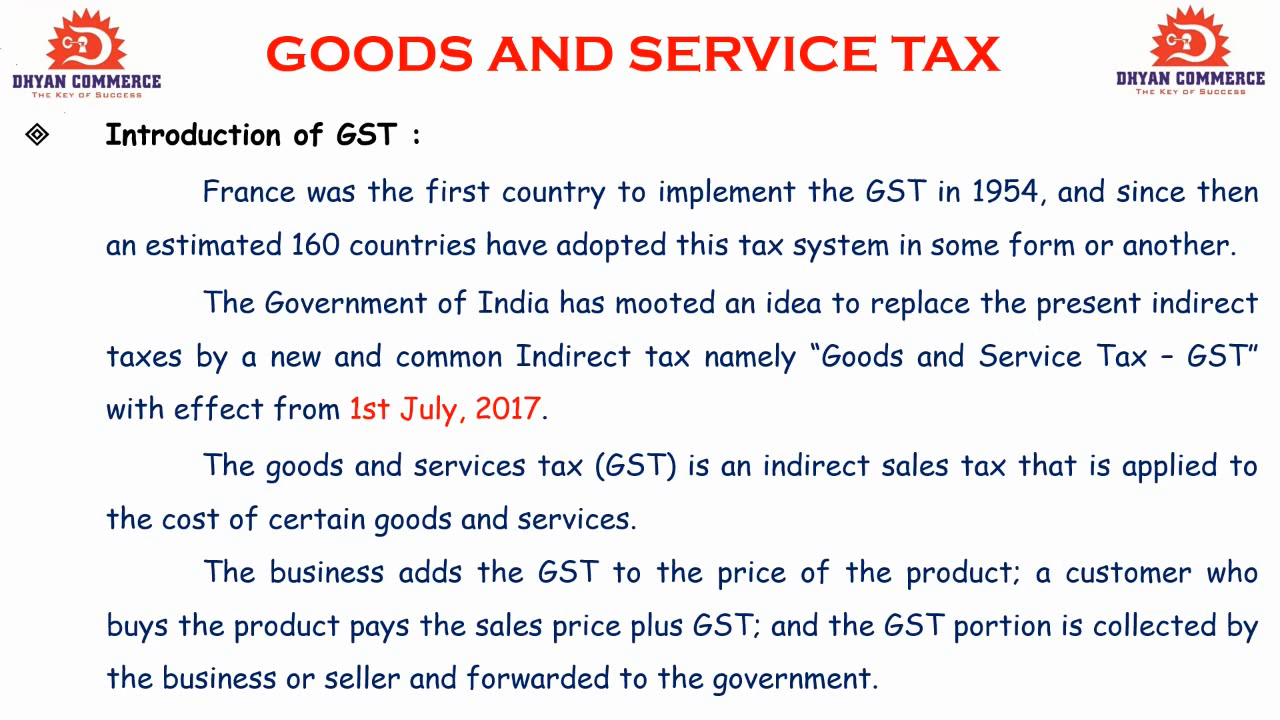 DHYAN COMMERCE
The Key of Success
GOODS AND SERVICE TAX
DHYAN COMMERCE
The Key of Success
Introduction of GST :
France was the first country to implement the GST in 1954, and since then
an estimated 160 countries have adopted this tax system in some form or another.
The Government of India has mooted an idea to replace the present indirect
taxes by a new and common Indirect tax namely “Goods and Service Tax – GST”
with effect from 1st July, 2017.
The goods and services tax (GST) is an indirect sales tax that is applied to
the cost of certain goods and services.
The business adds the GST to the price of the product; a customer who
buys the product pays the sales price plus GST; and the GST portion is collected by
the business or seller and forwarded to the government.